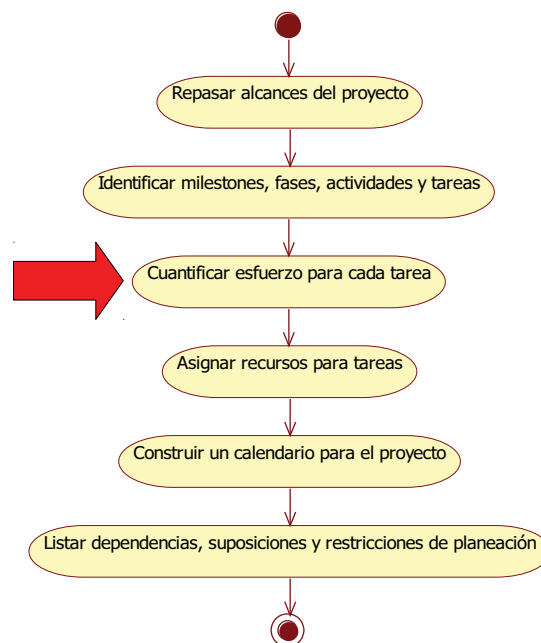 Repasar alcances del proyecto
Identificar milestones, fases, actividades y tareas
Cuantificar esfuerzo para cada tarea
Asignar recursos para tareas
Construir un calendario para el proyecto
Listar dependencias, suposiciones y restricciones de planeación